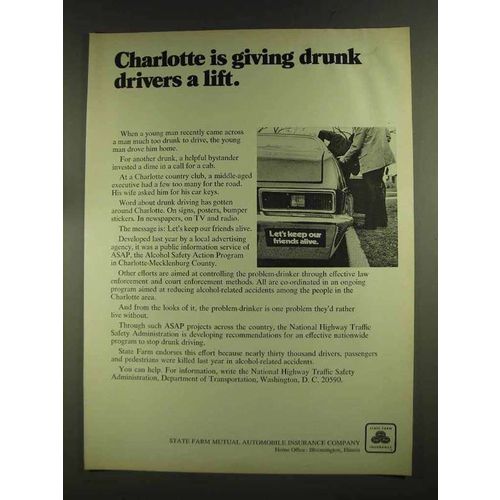 Charlotte is giving drunk
drivers a lift.
When a young man recently came across
a man much too drunk to drive, the young
man drove him home.
For another drunk, a helpful bystander
invested a dime in a call for a cab.
At a Charlotte country club, a middle-aged
executive had a few too many for the road.
His wife asked him for his car keys.
Word about drunk driving has gotten
around Charlotte. On signs, posters, bumper
stickers. In newspapers, on TV and radio.
The message is: Let's keep our friends alive.
Developed last year by a local advertising
agency, it was a public information service of
ASAP, the Alcohol Safety Action Program
in Charlotte-Mecklenburg County.
Let's keep our
friends alive.
Other efforts are aimed at controlling the problem-drinker through effective law
enforcement and court enforcement methods. All are co-ordinated in an ongoing
program aimed at reducing alcohol-related accidents among the people in the
Charlotte area.
And from the looks of it, the problem-drinker is one problem they'd rather
live without.
Through such ASAP projects across the country, the National Highway Traffic
Safety Administration is developing recommendations for an effective nationwide
program to stop drunk driving.
State Farm endorses this effort because nearly thirty thousand drivers, passengers
and pedestrians were killed last year in alcohol-related accidents.
You can help. For information, write the National Highway Traffic Safety
Administration, Department of Transportation, Washington, D. C. 20590.
STATE FARM MUTUAL AUTOMOBILE INSURANCE COMPANY
Home Office: Bloomington, Illinois
STATE FARM
INSURANCE